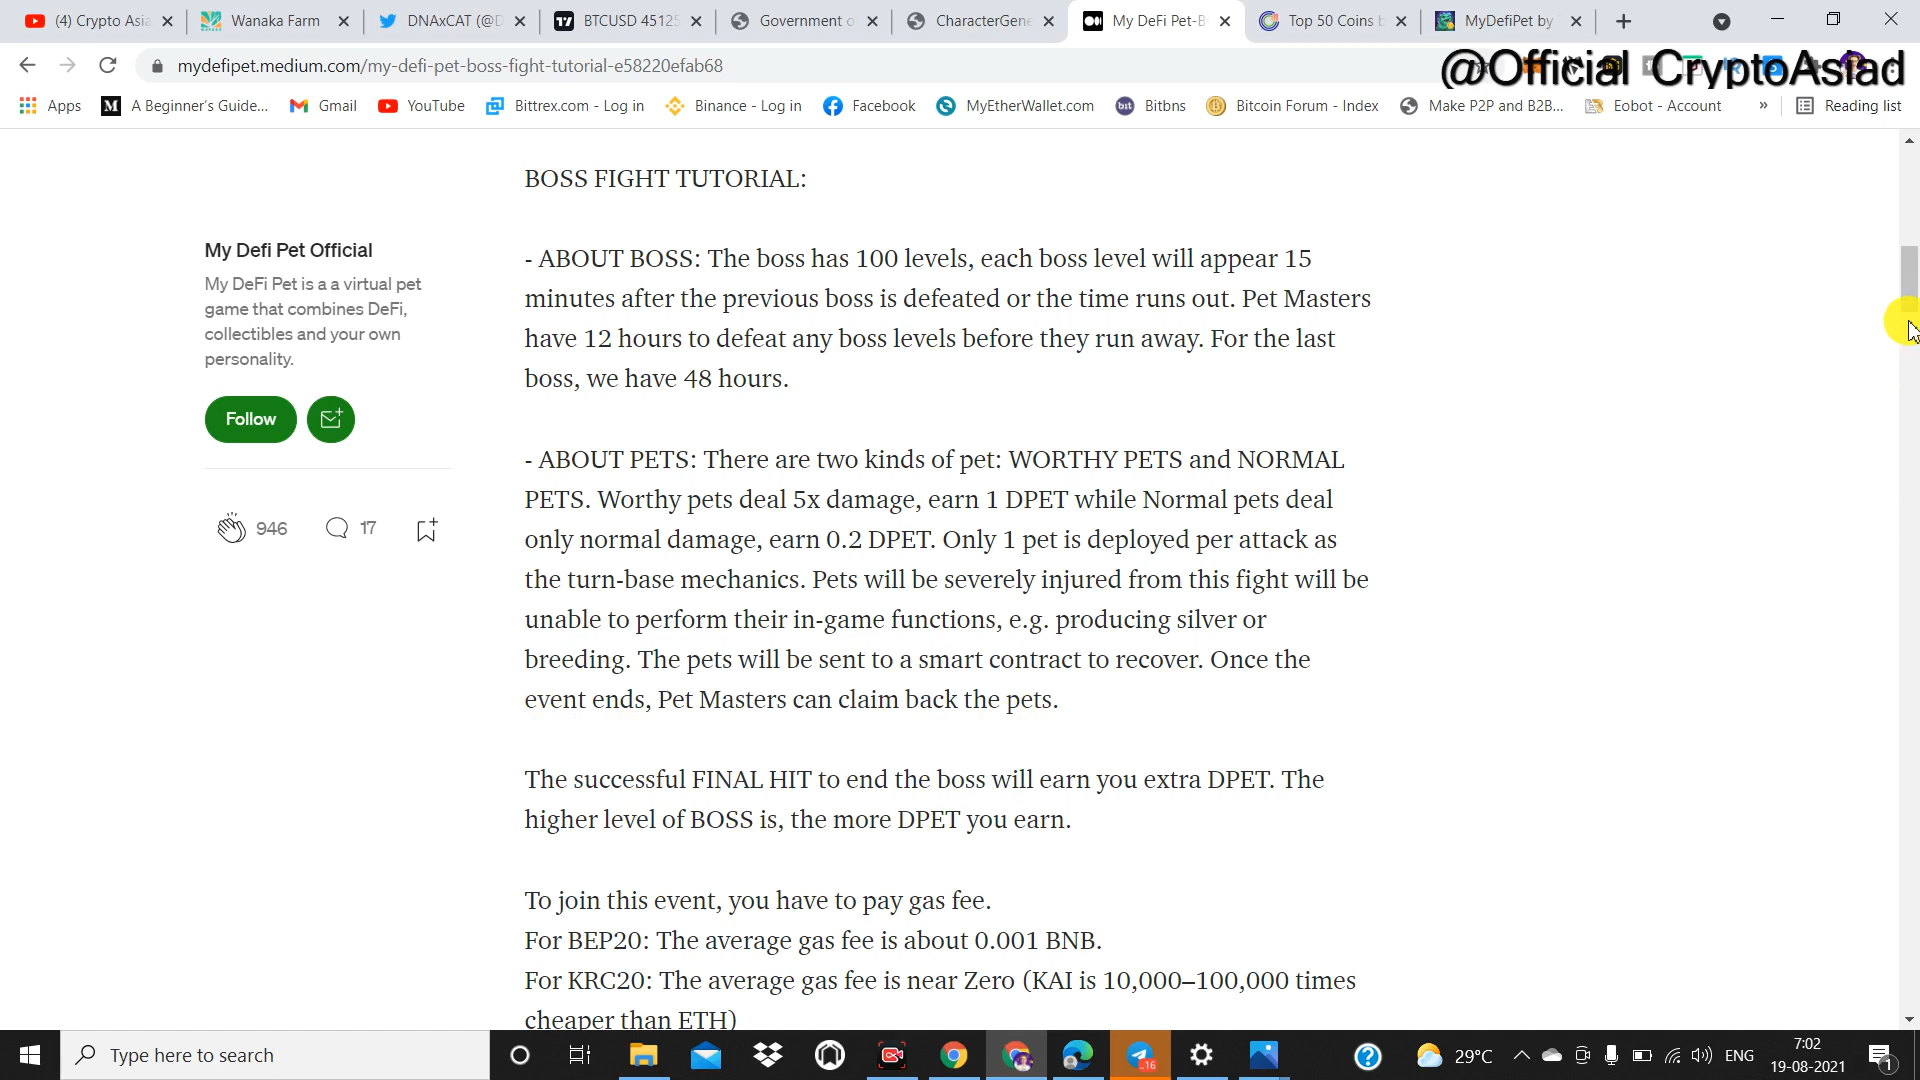 (4) Crypto Asia
Wanaka Farm
DNAxCAT (@D
BTCUSD 45125
Government o
CharacterGene
My DeFi Pet-B
Top 50 Coins b
MyDefiPet by T
mydefipet.medium.com/my-defi-pet-boss-fight-tutorial-e58220efab68
@Official_CryptoAsiad
Apps
A Beginner's Guide...
Gmail
YouTube
Bittrex.com - Log in
Binance - Log in
Facebook
MyEtherWallet.com
Bitbns
Bitcoin Forum - Index
Make P2P and B2B...
Eobot - Account
»
Reading list
My Defi Pet Official
My DeFi Pet is a a virtual pet
game that combines DeFi,
collectibles and your own
personality.
Follow
946
17
BOSS FIGHT TUTORIAL:
- ABOUT BOSS: The boss has 100 levels, each boss level will appear 15
minutes after the previous boss is defeated or the time runs out. Pet Masters
have 12 hours to defeat any boss levels before they run away. For the last
boss, we have 48 hours.
- ABOUT PETS: There are two kinds of pet: WORTHY PETS and NORMAL
PETS. Worthy pets deal 5x damage, earn 1 DPET while Normal pets deal
only normal damage, earn 0.2 DPET. Only 1 pet is deployed per attack as
the turn-base mechanics. Pets will be severely injured from this fight will be
unable to perform their in-game functions, e.g. producing silver or
breeding. The pets will be sent to a smart contract to recover. Once the
event ends, Pet Masters can claim back the pets.
The successful FINAL HIT to end the boss will earn you extra DPET. The
higher level of BOSS is, the more DPET you earn.
To join this event, you have to pay gas fee.
For BEP20: The average gas fee is about 0.001 BNB.
For KRC20: The average gas fee is near Zero (KAI is 10,000–100,000 times
cheaper than ETH)
Type here to search
..16
29°C
ENG
7:02
19-08-2021
1